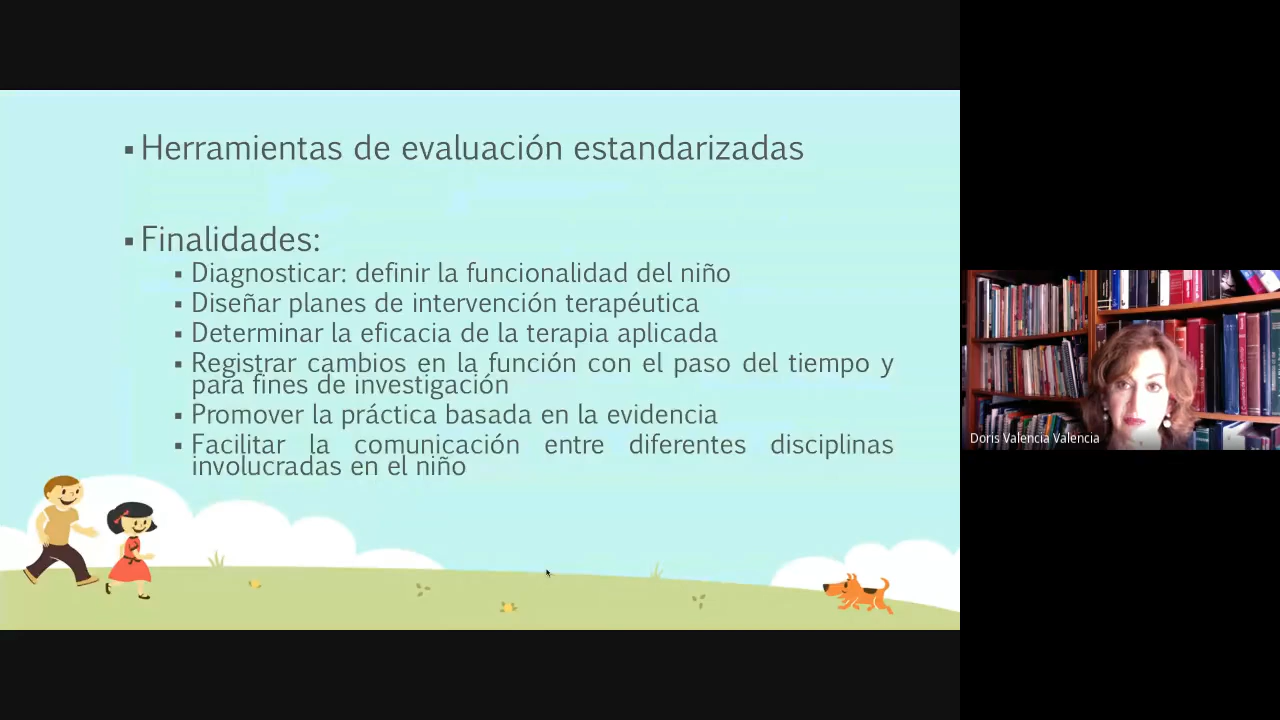 Herramientas de evaluación estandarizadas
Finalidades:
Diagnosticar: definir la funcionalidad del niño
Diseñar planes de intervención terapéutica
Determinar la eficacia de la terapia aplicada
Registrar cambios en la función con el paso del tiempo y
para fines de investigación
Promover la práctica basada en la evidencia
Facilitar la comunicación entre diferentes disciplinas
involucradas en el niño
Doris Valencia Valencia